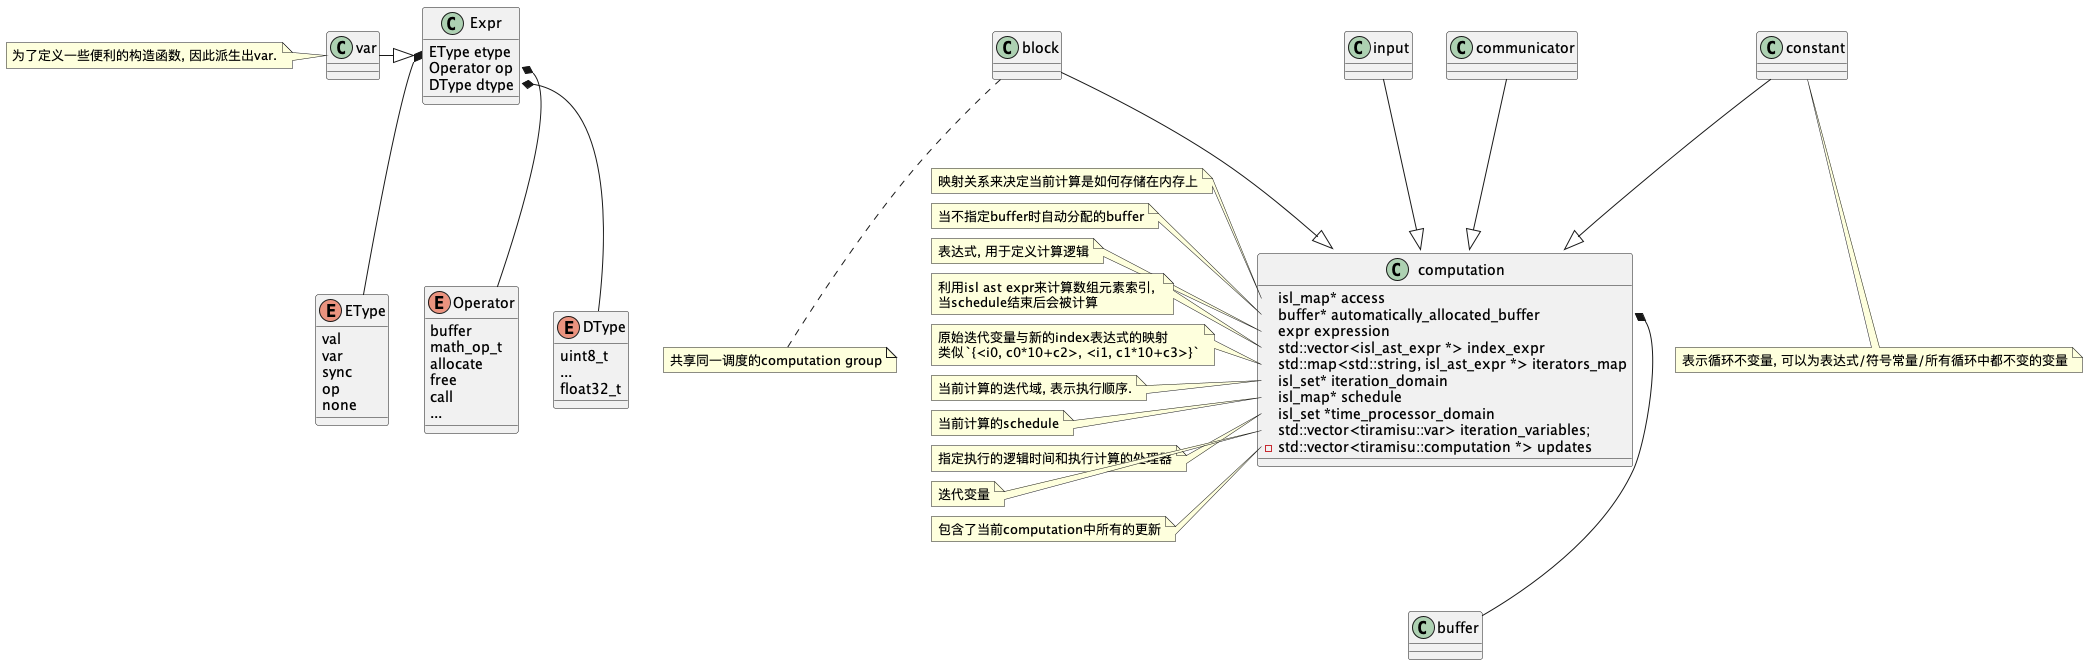 为了定义一些便利的构造函数, 因此派生出var.
C var
C Expr
EType etype
Operator op
DType dtype
E EType
val
var
sync
op
none
E Operator
buffer
math_op_t
allocate
free
call
...
E DType
uint8_t
...
float32_t
C block
C input
C communicator
C constant
共享同一调度的computation group
映射关系来决定当前计算是如何存储在内存上
当不指定buffer时自动分配的buffer
表达式, 用于定义计算逻辑
利用isl ast expr来计算数组元素索引,
当schedule结束后会被计算
原始迭代变量与新的index表达式的映射
类似`{<i0, c0*10+c2>, <i1, c1*10+c3>}`
当前计算的迭代域, 表示执行顺序.
当前计算的schedule
指定执行的逻辑时间和执行计算的处理器
迭代变量
包含了当前computation中所有的更新
C computation
isl_map* access
buffer* automatically_allocated_buffer
expr expression
std::vector<isl_ast_expr *> index_expr
std::map<std::string, isl_ast_expr *> iterators_map
isl_set* iteration_domain
isl_map* schedule
isl_set *time_processor_domain
std::vector<tiramisu::var> iteration_variables;
std::vector<tiramisu::computation *> updates
表示循环不变量, 可以为表达式/符号常量/所有循环中都不变的变量
C buffer